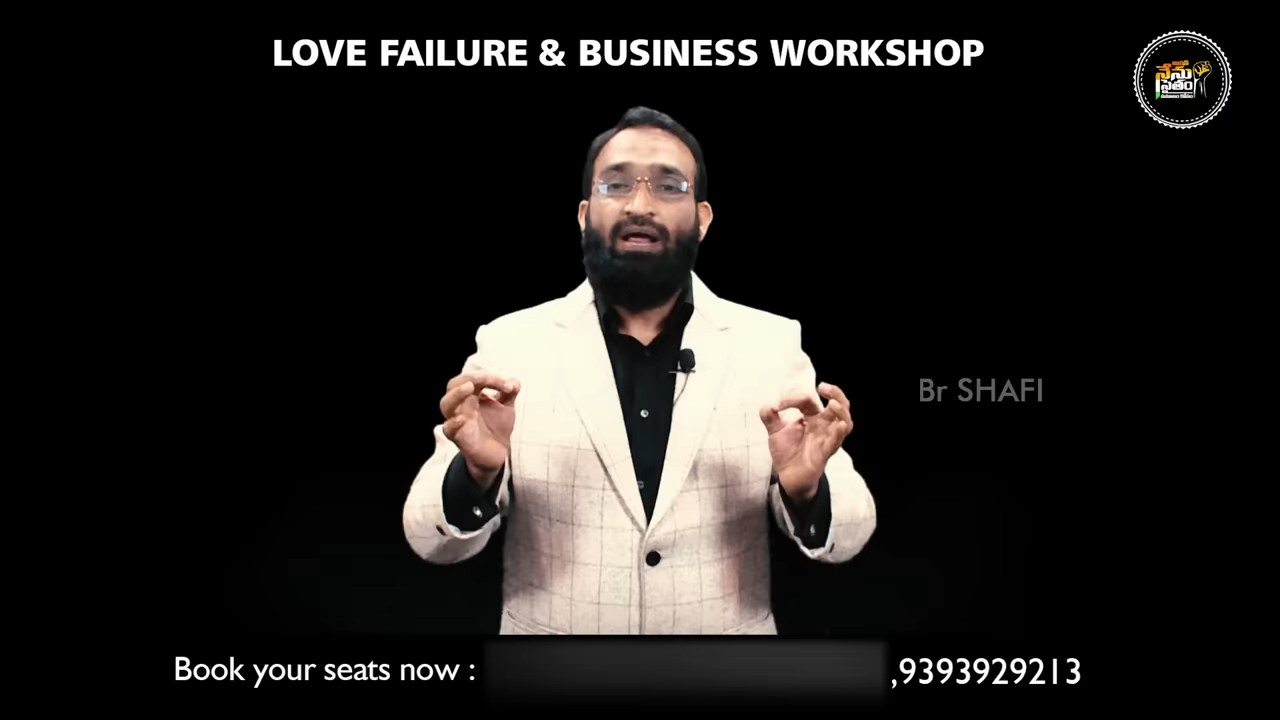 LOVE FAILURE & BUSINESS WORKSHOP
నేను
సైతం
Br SHAFI
Book your seats now : ,9393929213